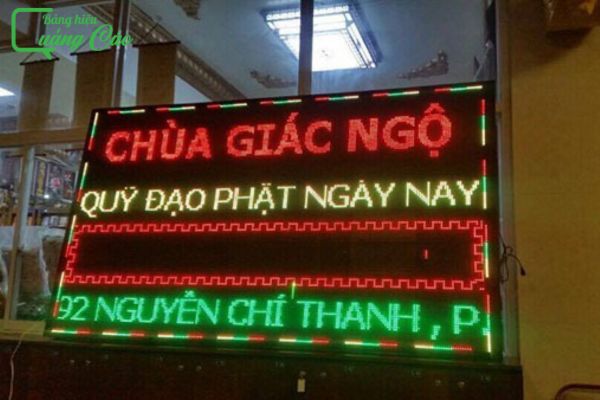 Bảng hiệu
Quảng Cáo
CHÙA GIÁC NGỘ
QUỸ ĐẠO PHẬT NGÀY NAY
92 NGUYỄN CHÍ THANH , P.